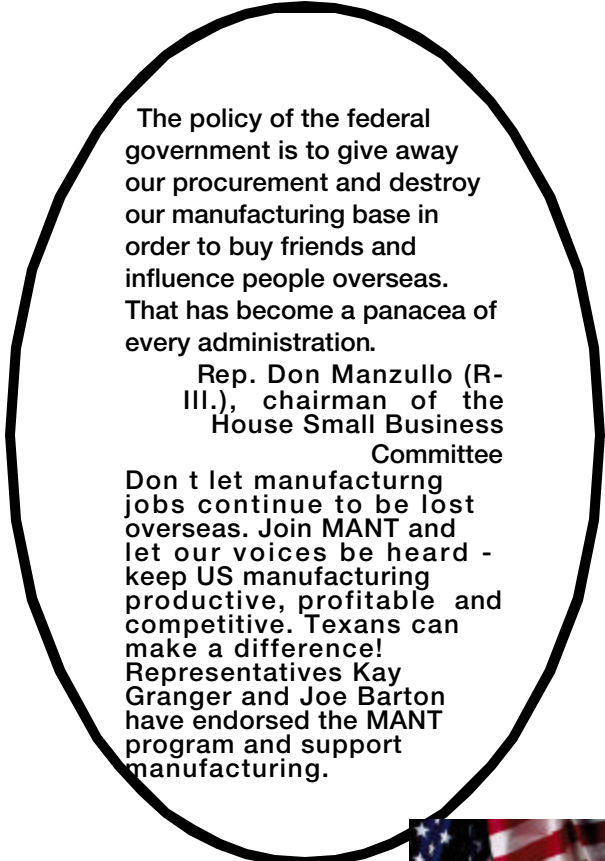 The policy of the federal
government is to give away
our procurement and destroy
our manufacturing base in
order to buy friends and
influence people overseas.
That has become a panacea of
every administration.
Rep. Don Manzullo (R-
Ill.), chairman of the
House Small Business
Committee
Don t let manufacturng
jobs continue to be lost
overseas. Join MANT and
let our voices be heard -
keep US manufacturing
productive, profitable and
competitive. Texans can
make a difference!
Representatives Kay
Granger and Joe Barton
have endorsed the MANT
program and support
manufacturing.